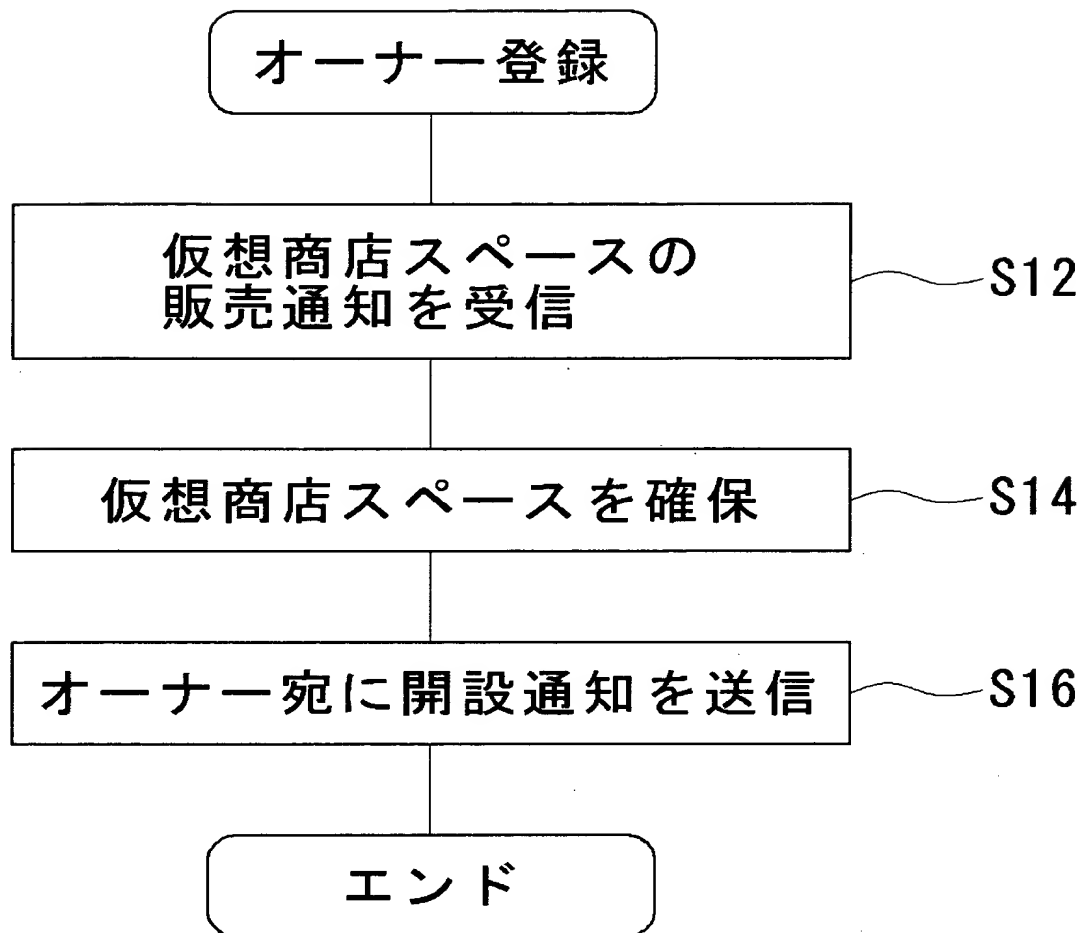 オーナー登録
仮想商店スペースの
販売通知を受信
S12
仮想商店スペースを確保
S14
オーナー宛に開設通知を送信
S16
エンド